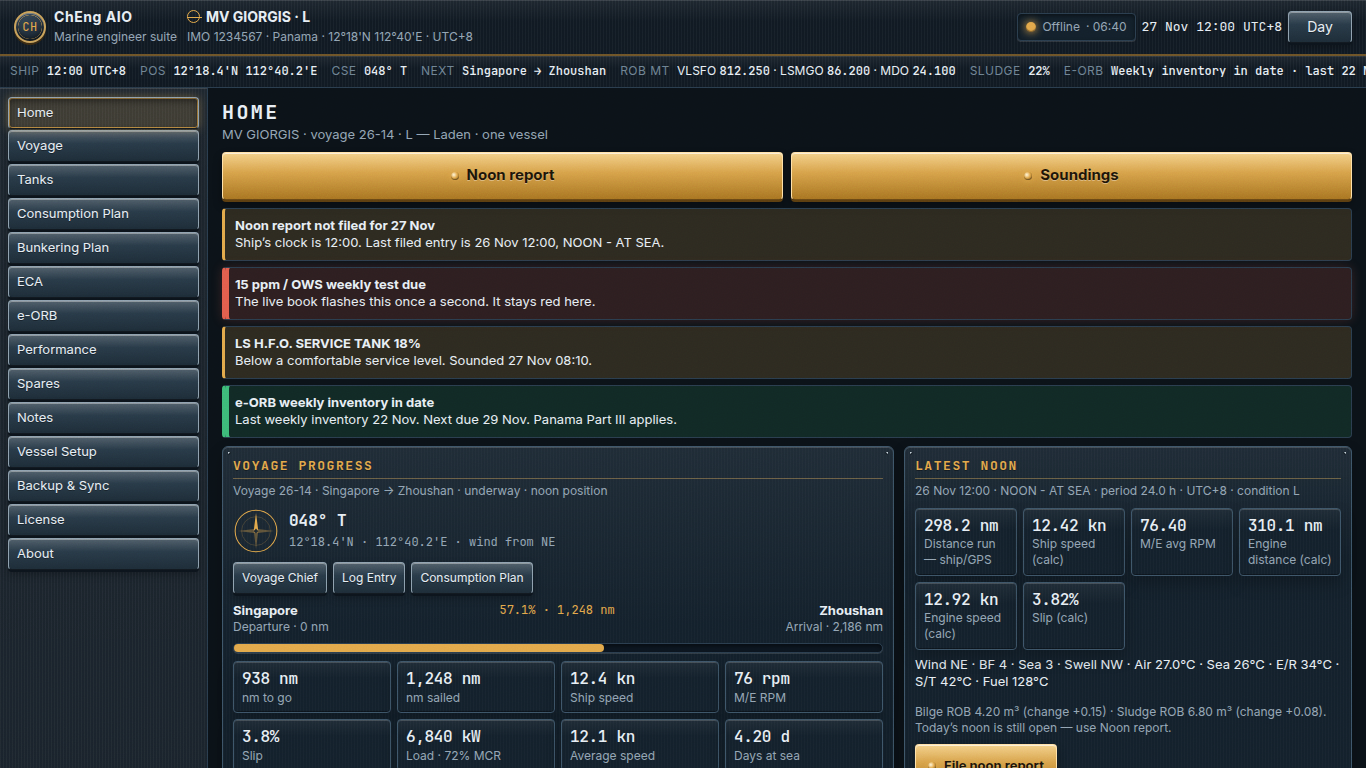 CH
ChEng AIO
Marine engineer suite
MV GIORGIS · L
IMO 1234567 · Panama · 12°18'N 112°40'E · UTC+8
Offline · 06:40
27 Nov 12:00 UTC+8
Day
SHIP 12:00 UTC+8 POS 12°18.4'N 112°40.2'E CSE 048° T NEXT Singapore → Zhoushan ROB MT VLSFO 812.250 · LSMGO 86.200 · MDO 24.100 SLUDGE 22% E-ORB Weekly inventory in date · last 22
Home
Voyage
Tanks
Consumption Plan
Bunkering Plan
ECA
e-ORB
Performance
Spares
Notes
Vessel Setup
Backup & Sync
License
About
HOME
MV GIORGIS · voyage 26-14 · L — Laden · one vessel
Noon report
Soundings
Noon report not filed for 27 Nov
Ship's clock is 12:00. Last filed entry is 26 Nov 12:00, NOON - AT SEA.
15 ppm / OWS weekly test due
The live book flashes this once a second. It stays red here.
LS H.F.O. SERVICE TANK 18%
Below a comfortable service level. Sounded 27 Nov 08:10.
e-ORB weekly inventory in date
Last weekly inventory 22 Nov. Next due 29 Nov. Panama Part III applies.
VOYAGE PROGRESS
Voyage 26-14 · Singapore → Zhoushan · underway · noon position
048° T
12°18.4'N · 112°40.2'E · wind from NE
Voyage Chief
Log Entry
Consumption Plan
Singapore
57.1% · 1,248 nm
Zhoushan
Departure · 0 nm
Arrival · 2,186 nm
938 nm
nm to go
1,248 nm
nm sailed
12.4 kn
Ship speed
76 rpm
M/E RPM
3.8%
Slip
6,840 kW
Load · 72% MCR
12.1 kn
Average speed
4.20 d
Days at sea
LATEST NOON
26 Nov 12:00 · NOON - AT SEA · period 24.0 h · UTC+8 · condition L
298.2 nm
Distance run
— ship/GPS
12.42 kn
Ship speed
(calc)
76.40
M/E avg RPM
310.1 nm
Engine
distance (calc)
12.92 kn
Engine speed
(calc)
3.82%
Slip (calc)
Wind NE · BF 4 · Sea 3 · Swell NW · Air 27.0°C · Sea 26°C · E/R 34°C ·
S/T 42°C · Fuel 128°C
Bilge ROB 4.20 m³ (change +0.15) · Sludge ROB 6.80 m³ (change +0.08).
Today's noon is still open — use Noon report.
File noon report